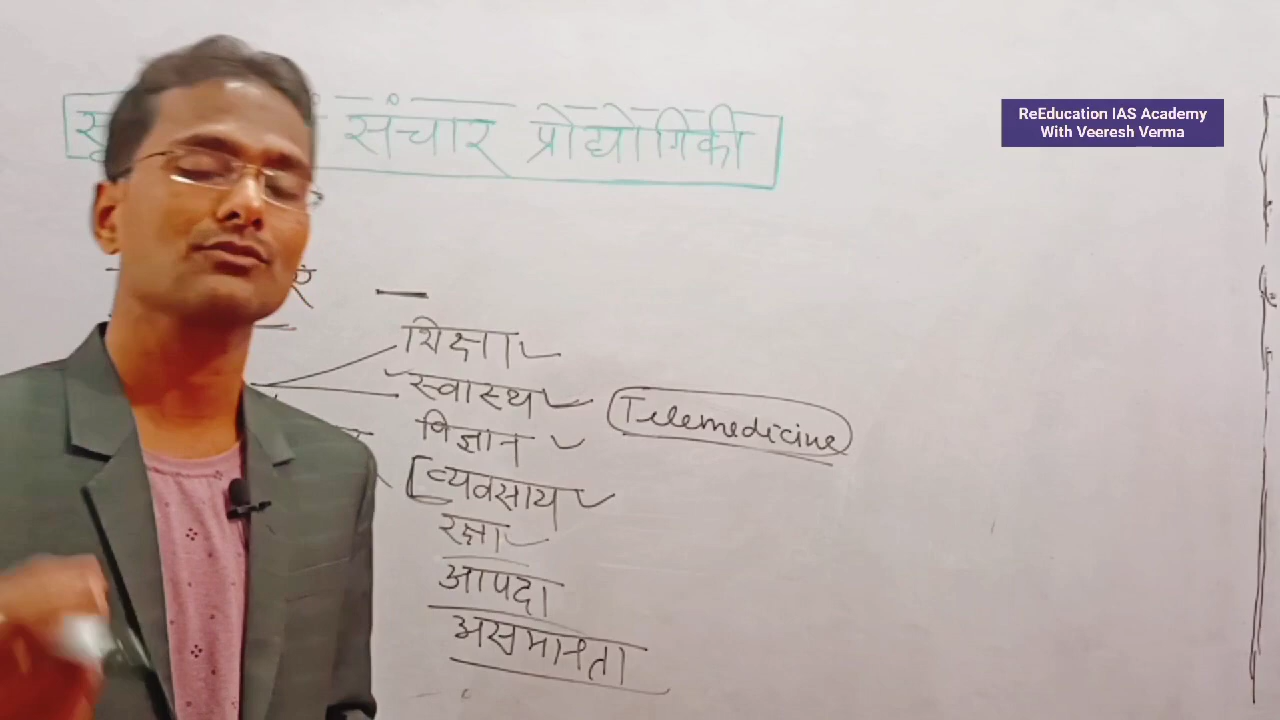 संचार प्रोद्योगिकी
ReEducation IAS Academy
With Veeresh Verma
शिक्षा
स्वास्थ
Telemedicine
विज्ञान
व्यवसाय
रक्षा
आपदा
असमानता